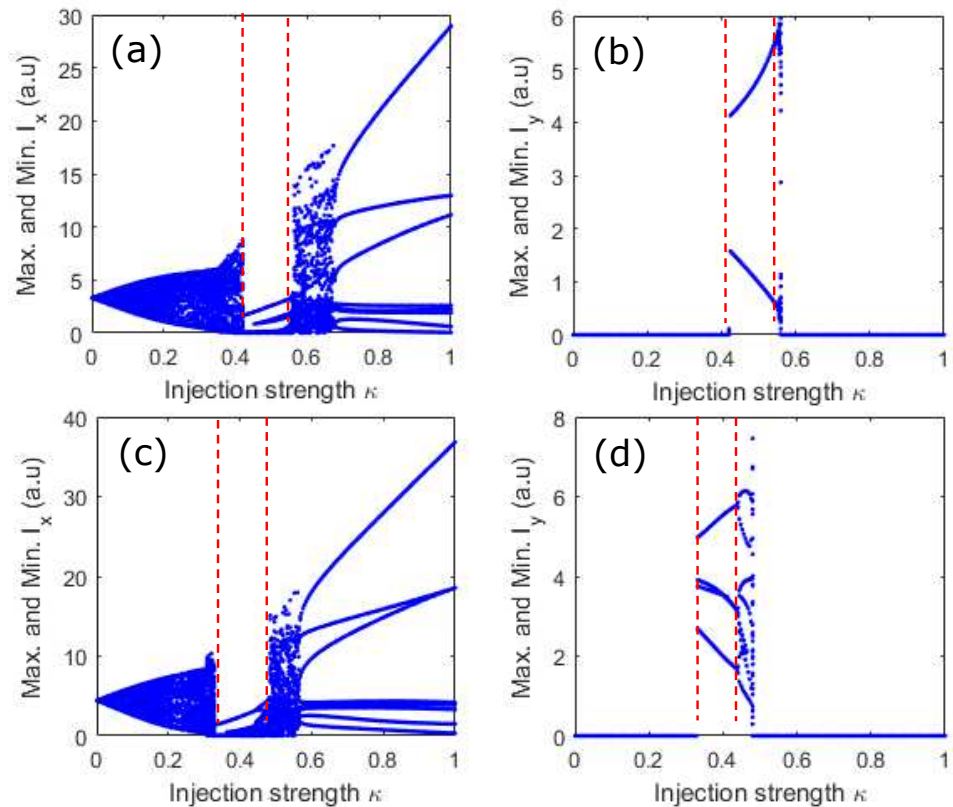 (a)
Max. and Min. I_x (a.u)
30
25
20
15
10
5
0
0 0.2 0.4 0.6 0.8 1
Injection strength κ
(b)
Max. and Min. I_y (a.u)
6
5
4
3
2
1
0
0 0.2 0.4 0.6 0.8 1
Injection strength κ
(c)
Max. and Min. I_x (a.u)
40
30
20
10
0
0 0.2 0.4 0.6 0.8 1
Injection strength κ
(d)
Max. and Min. I_y (a.u)
8
6
4
2
0
0 0.2 0.4 0.6 0.8 1
Injection strength κ